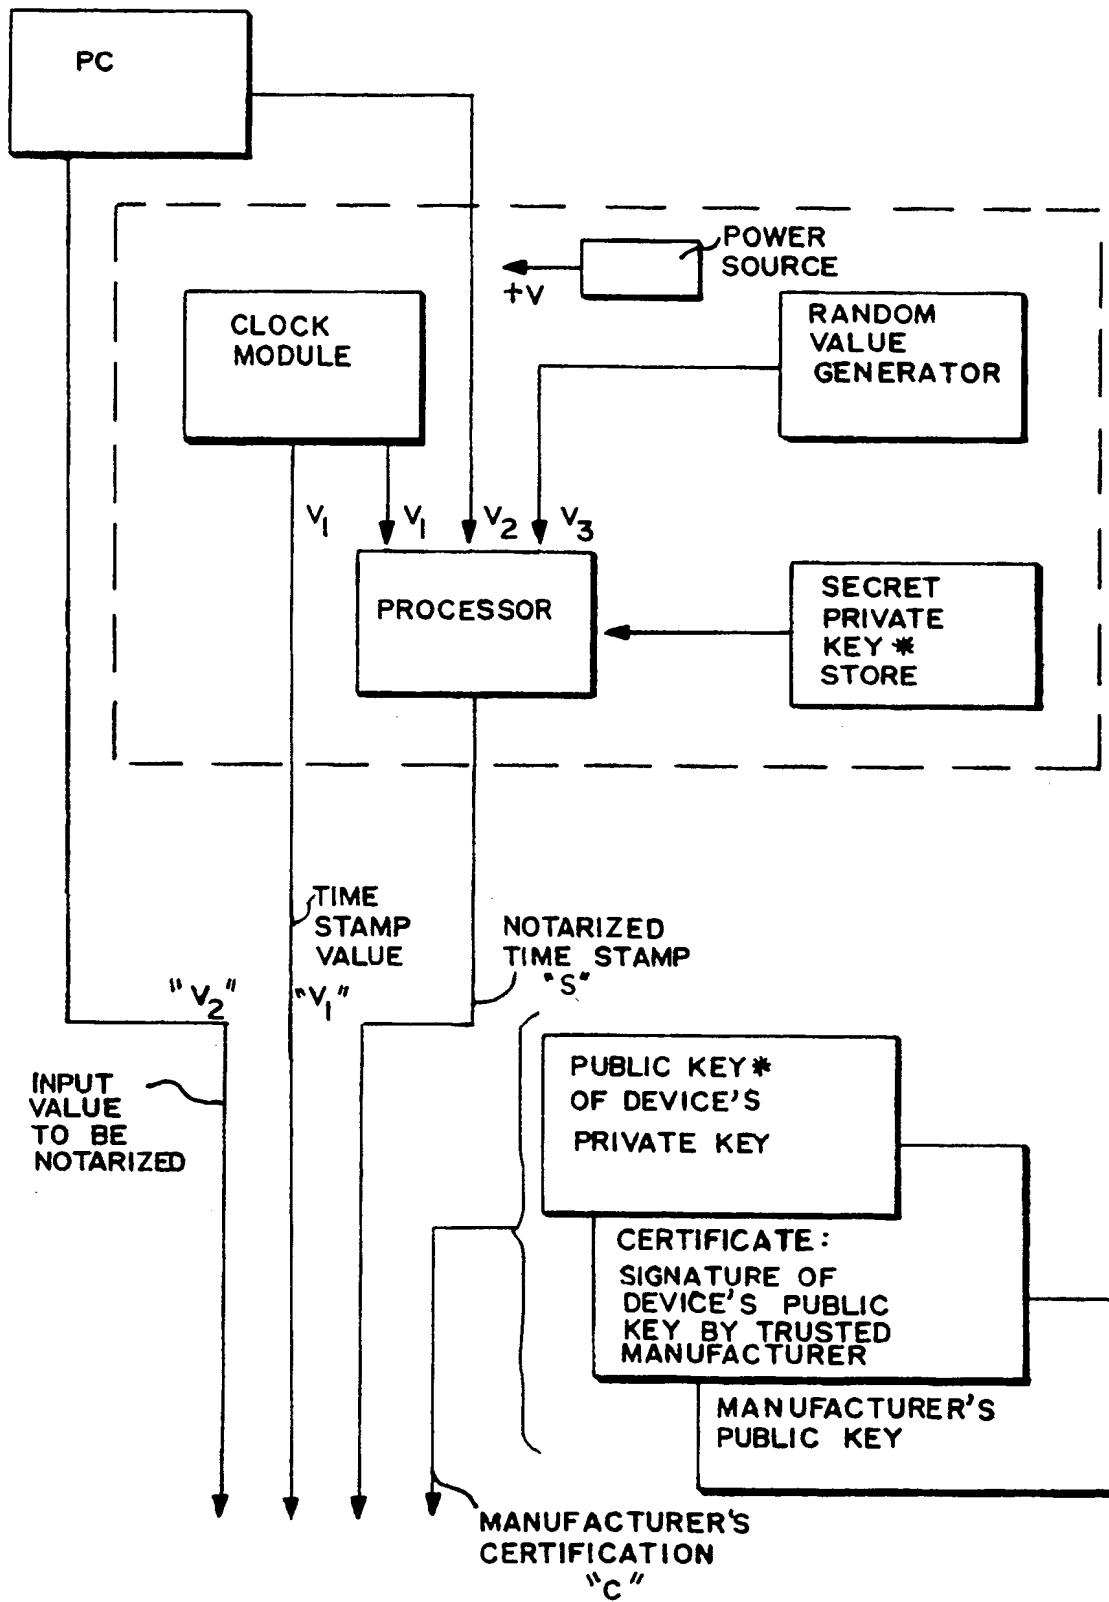 PC
POWER
SOURCE
+V
CLOCK
MODULE
RANDOM
VALUE
GENERATOR
V1
V1
V2
V3
PROCESSOR
SECRET
PRIVATE
KEY *
STORE
TIME
STAMP
VALUE
NOTARIZED
TIME STAMP
"S"
"V2"
"V1"
INPUT
VALUE
TO BE
NOTARIZED
PUBLIC KEY *
OF DEVICE'S
PRIVATE KEY
CERTIFICATE:
SIGNATURE OF
DEVICE'S PUBLIC
KEY BY TRUSTED
MANUFACTURER
MANUFACTURER'S
PUBLIC KEY
MANUFACTURER'S
CERTIFICATION
"C"